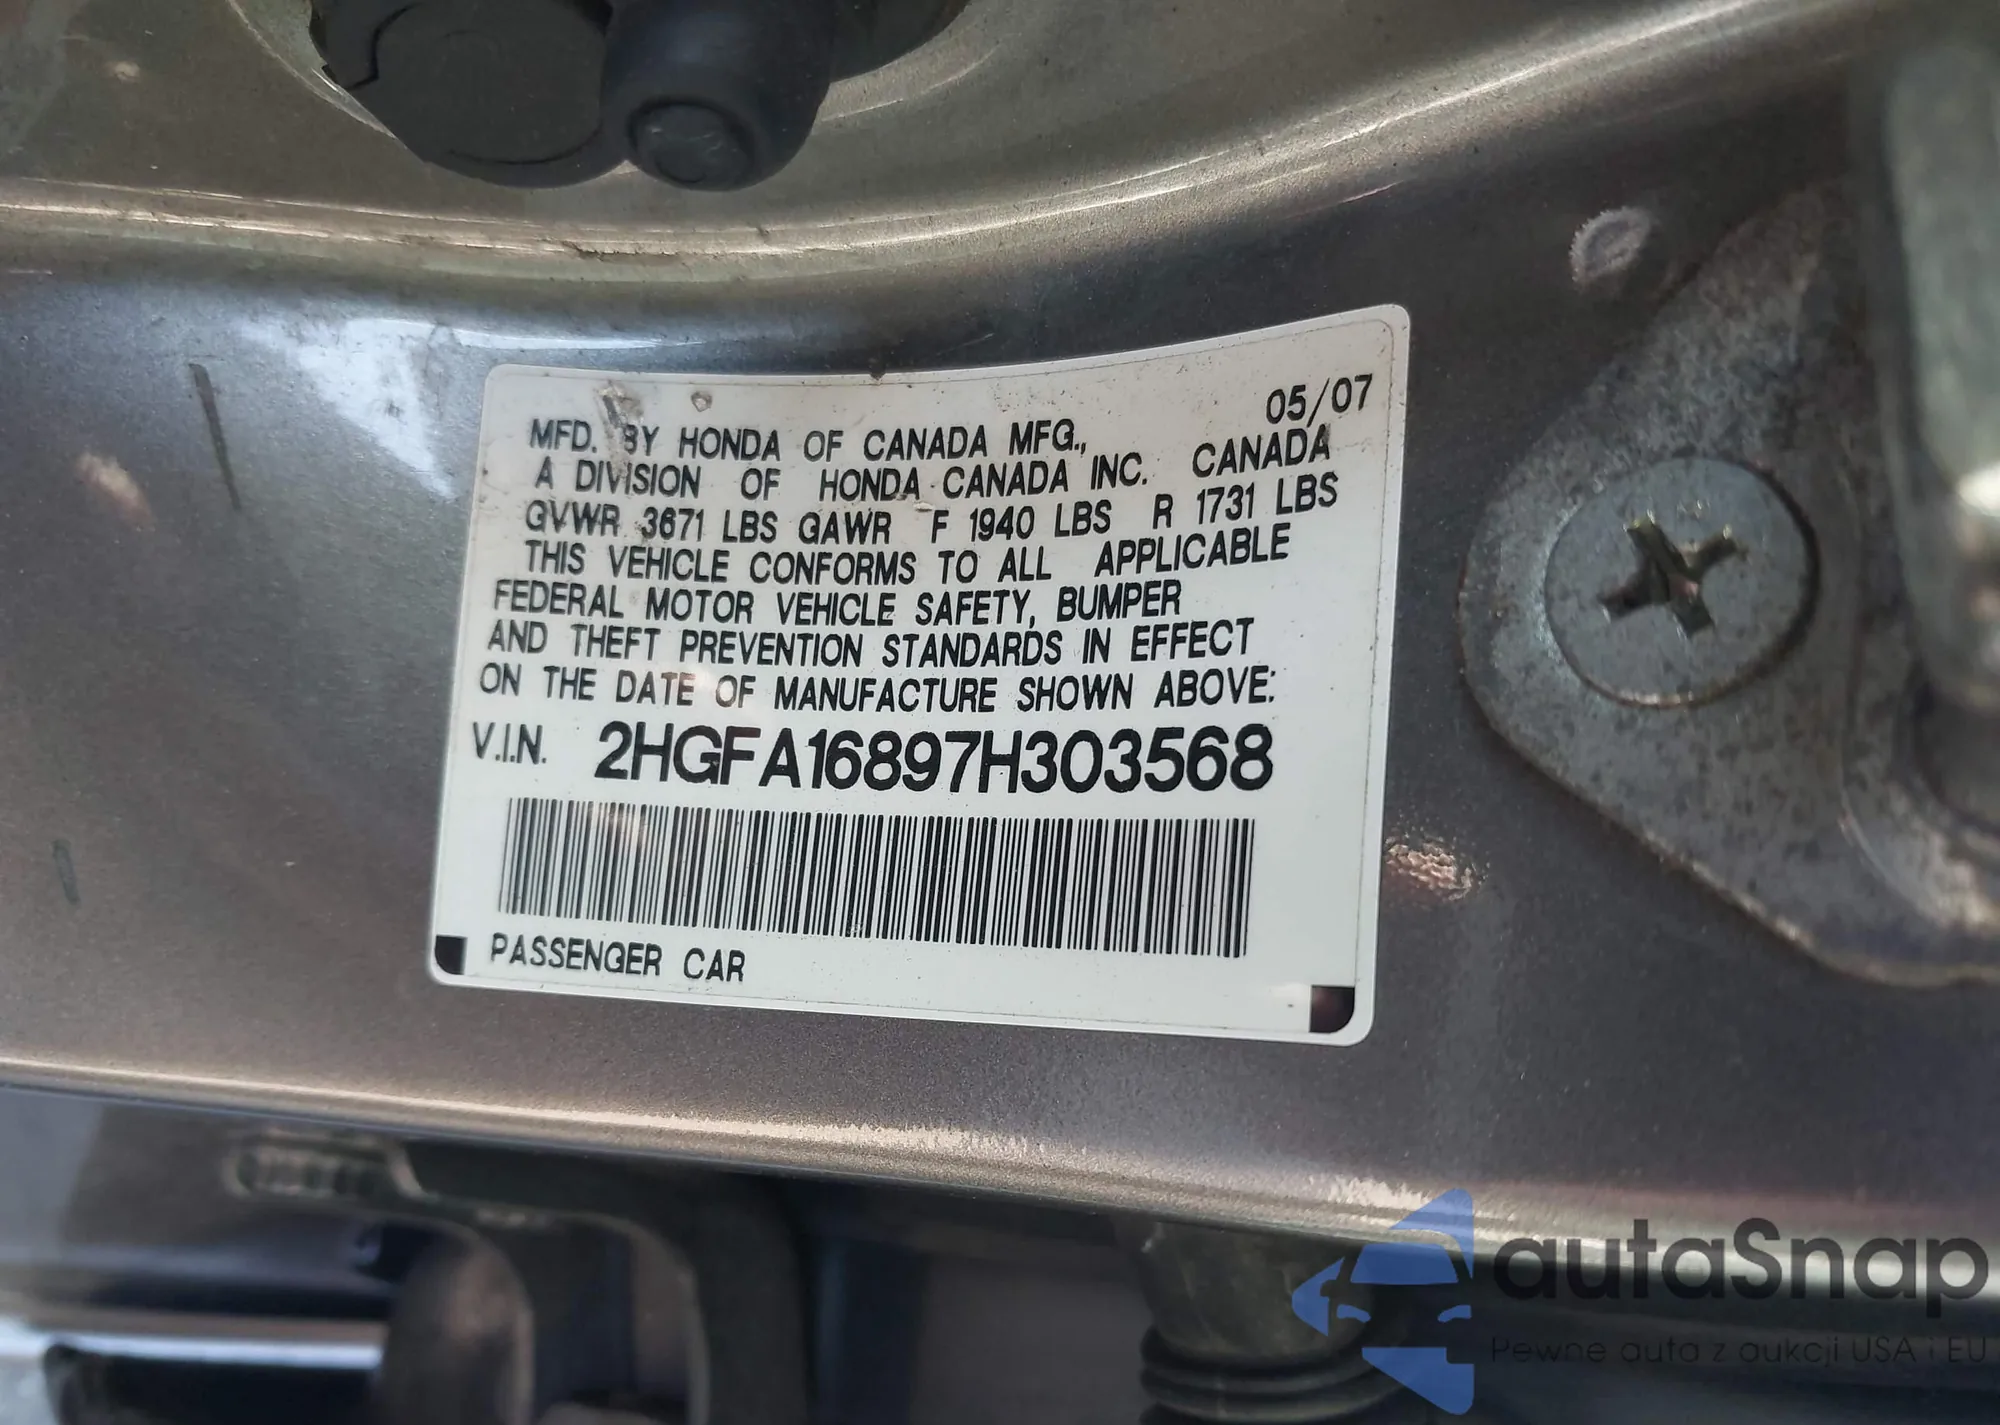 05/07
MFD. BY HONDA OF CANADA MFG.,
A DIVISION OF HONDA CANADA INC. CANADA
GVWR 3671 LBS GAWR F 1940 LBS R 1731 LBS
THIS VEHICLE CONFORMS TO ALL APPLICABLE
FEDERAL MOTOR VEHICLE SAFETY, BUMPER
AND THEFT PREVENTION STANDARDS IN EFFECT
ON THE DATE OF MANUFACTURE SHOWN ABOVE:
V.I.N. 2HGFA16897H303568
PASSENGER CAR
autaSnap
Pewne auta z aukcji USA i EU